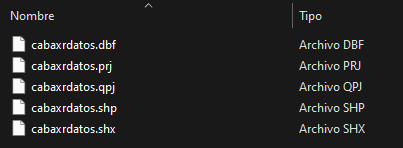 Nombre Tipo
cabaxrdatos.dbf Archivo DBF
cabaxrdatos.prj Archivo PRJ
cabaxrdatos.qpj Archivo QPJ
cabaxrdatos.shp Archivo SHP
cabaxrdatos.shx Archivo SHX